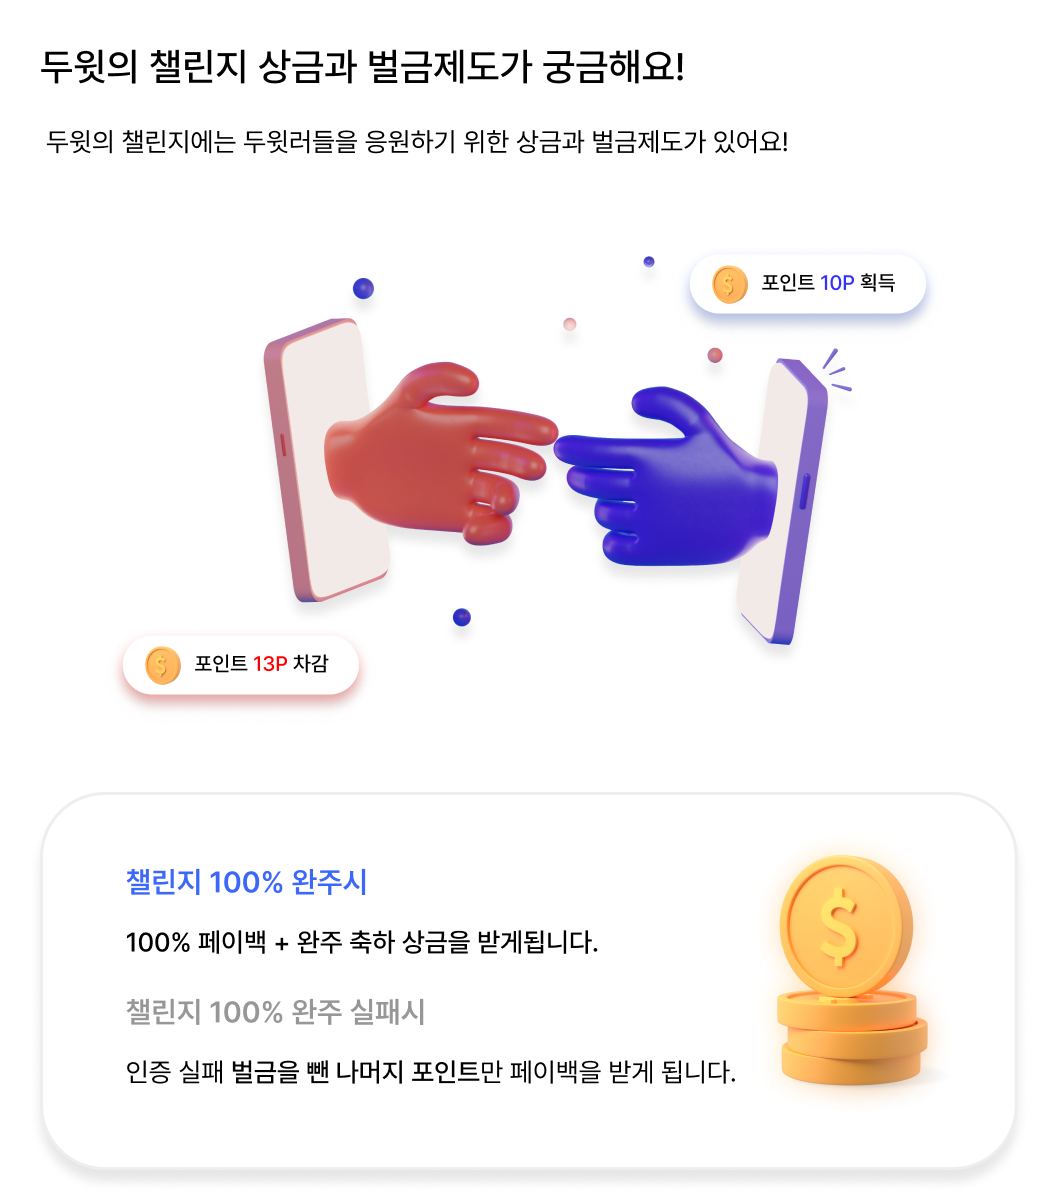 두윗의 챌린지 상금과 벌금제도가 궁금해요!
두윗의 챌린지에는 두윗러들을 응원하기 위한 상금과 벌금제도가 있어요!
포인트 10P 획득
포인트 13P 차감
챌린지 100% 완주시
100% 페이백 + 완주 축하 상금을 받게됩니다.
챌린지 100% 완주 실패시
인증 실패 벌금을 뺀 나머지 포인트만 페이백을 받게 됩니다.